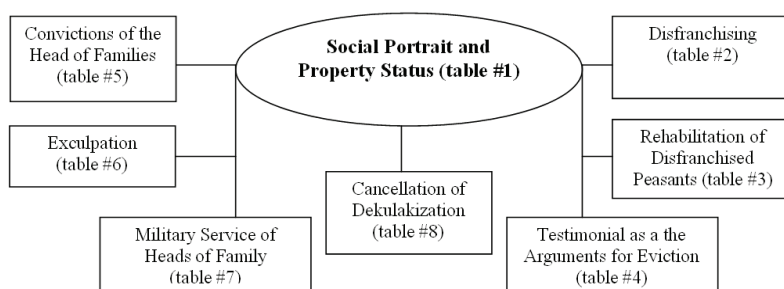 Convictions of the
Head of Families
(table #5)
Social Portrait and
Property Status (table #1)
Disfranchising
(table #2)
Exculpation
(table #6)
Rehabilitation of
Disfranchised
Peasants (table #3)
Cancellation of
Dekulakization
(table #8)
Military Service of
Heads of Family
(table #7)
Testimonial as a the
Arguments for Eviction
(table #4)